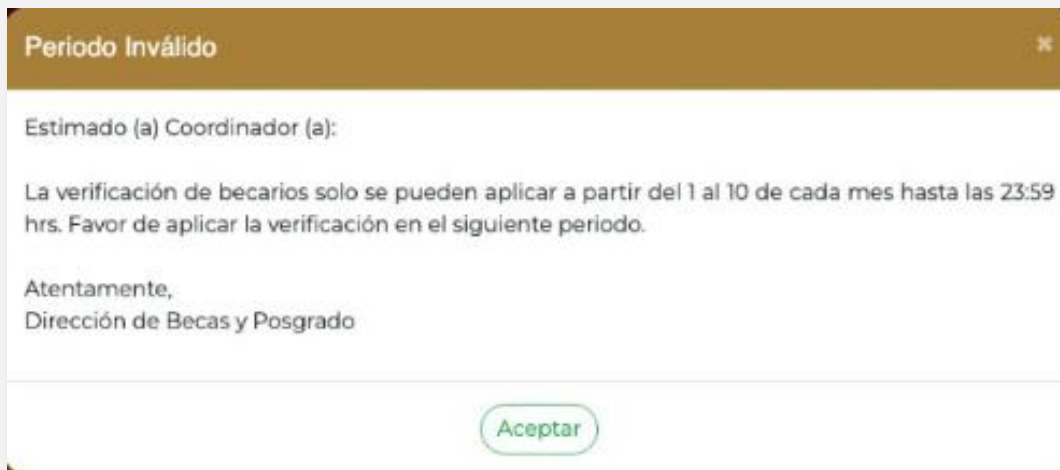 Periodo Inválido
Estimado (a) Coordinador (a):
La verificación de becarios solo se pueden aplicar a partir del 1 al 10 de cada mes hasta las 23:59
hrs. Favor de aplicar la verificación en el siguiente periodo.
Atentamente,
Dirección de Becas y Posgrado
Aceptar